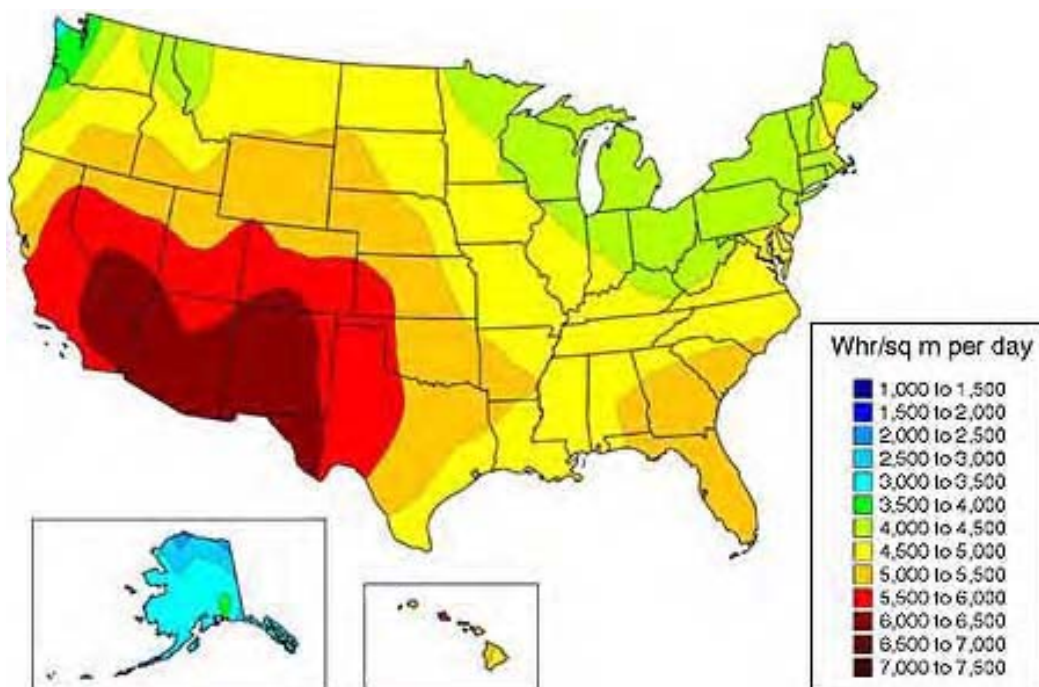 Whr/sq m per day
1,000 to 1,500
1,500 to 2,000
2,000 to 2,500
2,500 to 3,000
3,000 to 3,500
3,500 to 4,000
4,000 to 4,500
4,500 to 5,000
5,000 to 5,500
5,500 to 6,000
6,000 to 6,500
6,500 to 7,000
7,000 to 7,500